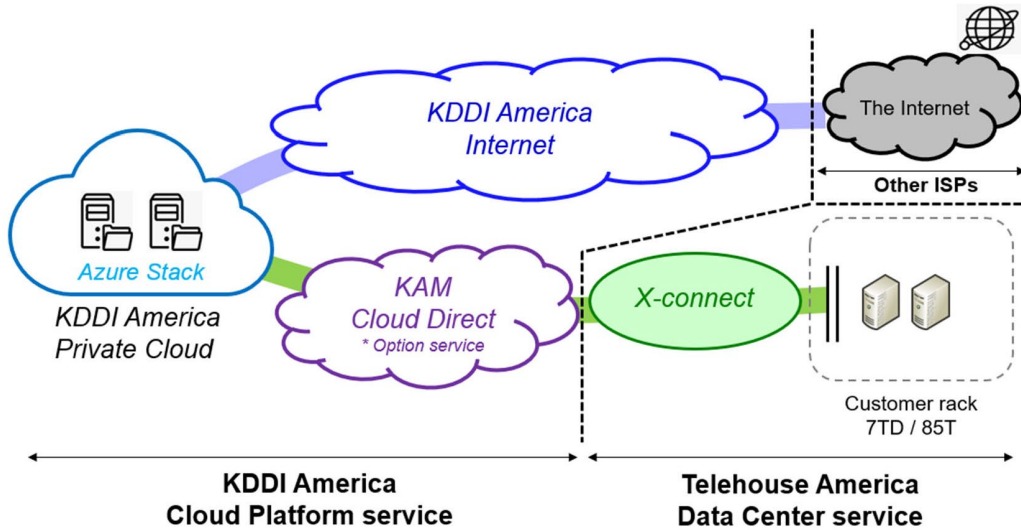 KDDI America
Internet
The Internet
Other ISPs
Azure Stack
KDDI America
Private Cloud
KAM
Cloud Direct
* Option service
X-connect
Customer rack
7TD / 85T
KDDI America
Cloud Platform service
Telehouse America
Data Center service